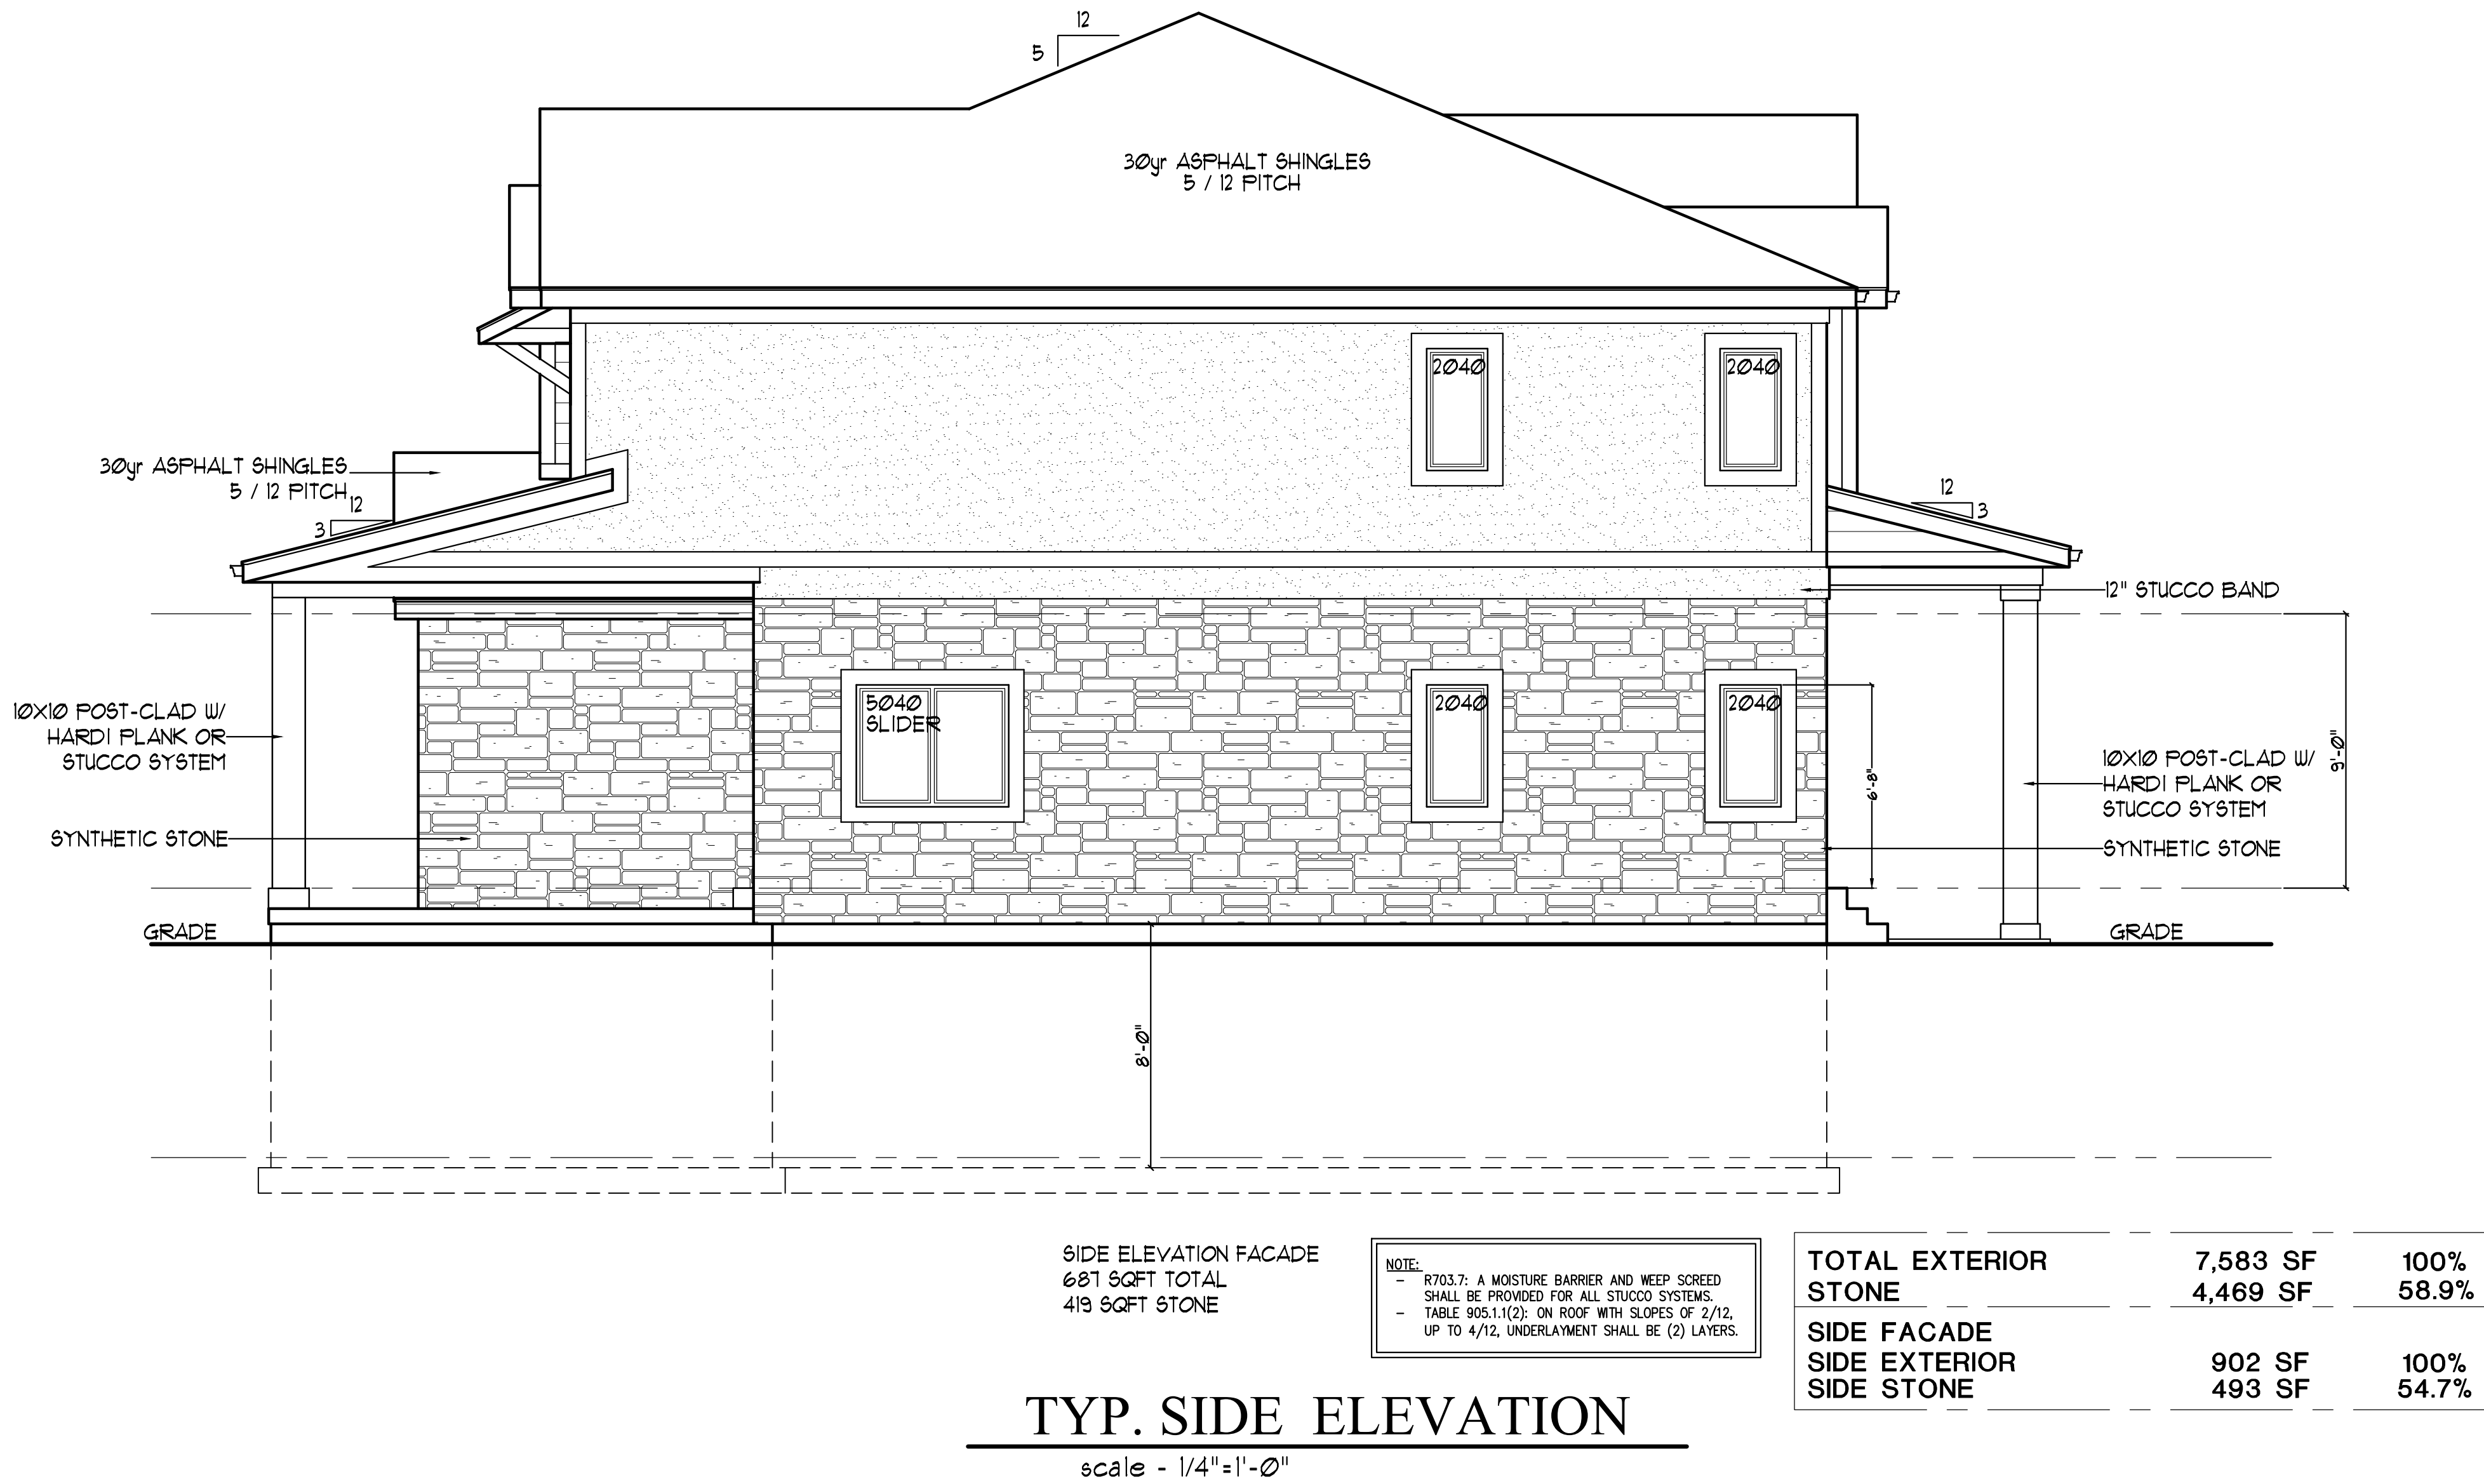 12
5
30yr ASPHALT SHINGLES
5 / 12 PITCH
2040
2040
30yr ASPHALT SHINGLES
5 / 12 PITCH
12
3
12
3
12" STUCCO BAND
10X10 POST-CLAD W/
HARDI PLANK OR
STUCCO SYSTEM
5040
SLIDER
2040
2040
6'-8"
9'-0"
10X10 POST-CLAD W/
HARDI PLANK OR
STUCCO SYSTEM
SYNTHETIC STONE
SYNTHETIC STONE
GRADE
GRADE
8'-0"
SIDE ELEVATION FACADE
687 SQFT TOTAL
419 SQFT STONE
NOTE:
- R703.7: A MOISTURE BARRIER AND WEEP SCREED
SHALL BE PROVIDED FOR ALL STUCCO SYSTEMS.
- TABLE 905.1.1(2): ON ROOF WITH SLOPES OF 2/12,
UP TO 4/12, UNDERLAYMENT SHALL BE (2) LAYERS.
TOTAL EXTERIOR 7,583 SF 100%
STONE 4,469 SF 58.9%
SIDE FACADE
SIDE EXTERIOR 902 SF 100%
SIDE STONE 493 SF 54.7%
TYP. SIDE ELEVATION
scale - 1/4"=1'-0"